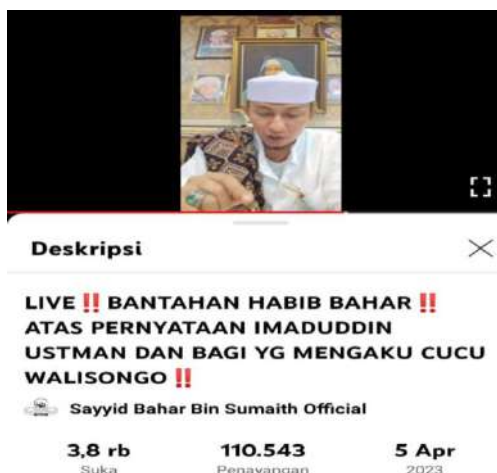 Deskripsi
LIVE ‼️ BANTAHAN HABIB BAHAR ‼️
ATAS PERNYATAAN IMADUDDIN
USTMAN DAN BAGI YG MENGAKU CUCU
WALISONGO ‼️
Sayyid Bahar Bin Sumaith Official
3,8 rb 110.543 5 Apr
Suka Penayangan 2023